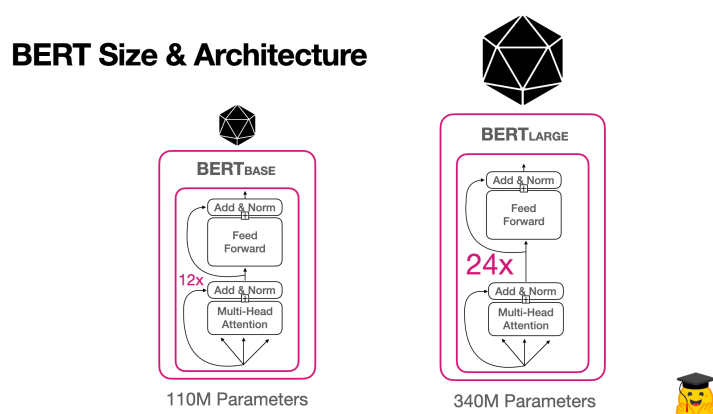 BERT Size & Architecture
BERTBASE
Add & Norm
Feed
Forward
12x
Add & Norm
Multi-Head
Attention
110M Parameters
BERTLARGE
Add & Norm
Feed
Forward
24x
Add & Norm
Multi-Head
Attention
340M Parameters